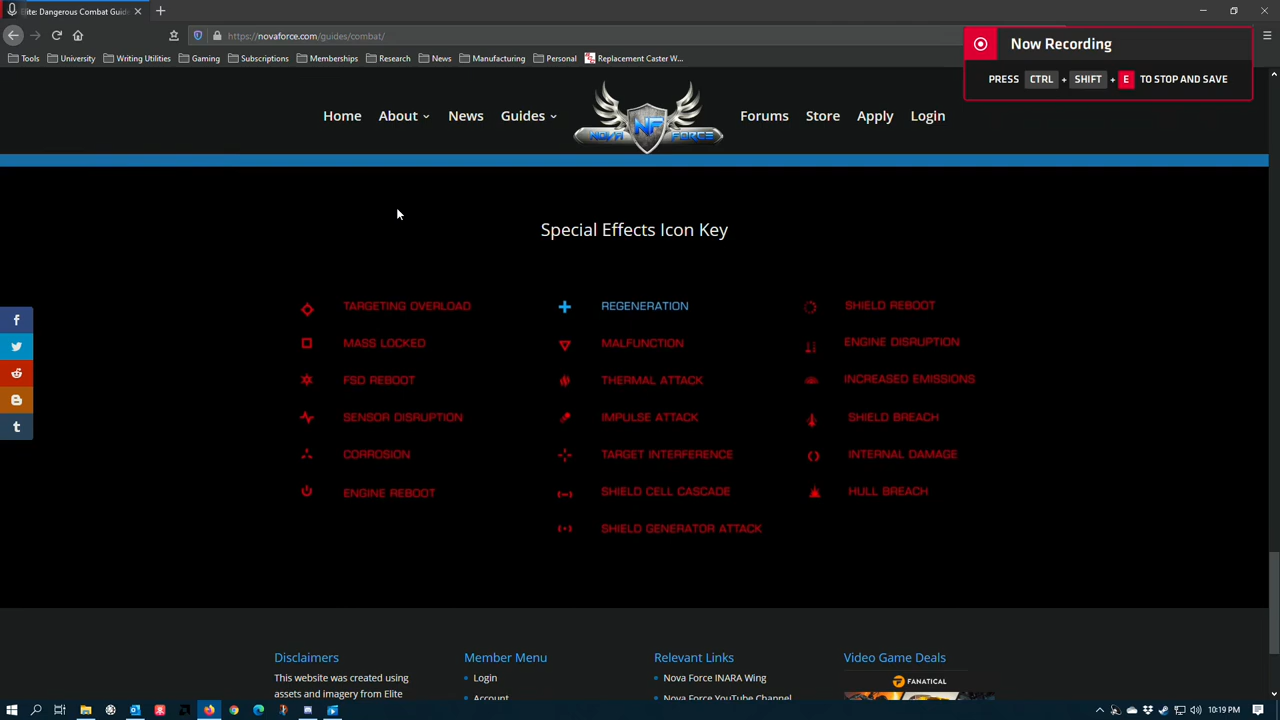 Elite: Dangerous Combat Guide
https://novaforce.com/guides/combat/
Tools University Writing Utilities Gaming Subscriptions Memberships Research News Manufacturing Personal Replacement Caster W...
Now Recording
PRESS CTRL + SHIFT + E TO STOP AND SAVE
Home About News Guides NOVA NF FORCE Forums Store Apply Login
Special Effects Icon Key
TARGETING OVERLOAD REGENERATION SHIELD REBOOT
MASS LOCKED MALFUNCTION ENGINE DISRUPTION
FSD REBOOT THERMAL ATTACK INCREASED EMISSIONS
SENSOR DISRUPTION IMPULSE ATTACK SHIELD BREACH
CORROSION TARGET INTERFERENCE INTERNAL DAMAGE
ENGINE REBOOT SHIELD CELL CASCADE HULL BREACH
SHIELD GENERATOR ATTACK
Disclaimers Member Menu Relevant Links Video Game Deals
This website was created using Login Nova Force INARA Wing FANATICAL
assets and imagery from Elite Account Nova Force YouTube Channel
10:19 PM